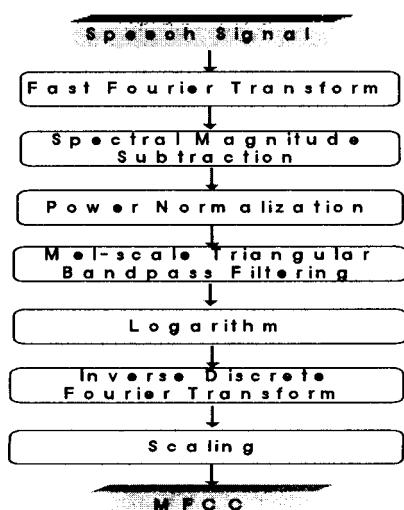 Speech Signal
Fast Fourier Transform
Spectral Magnitude
Subtraction
Power Normalization
Mel-scale Triangular
Bandpass Filtering
Logarithm
Inverse Discrete
Fourier Transform
Scaling
MFCC